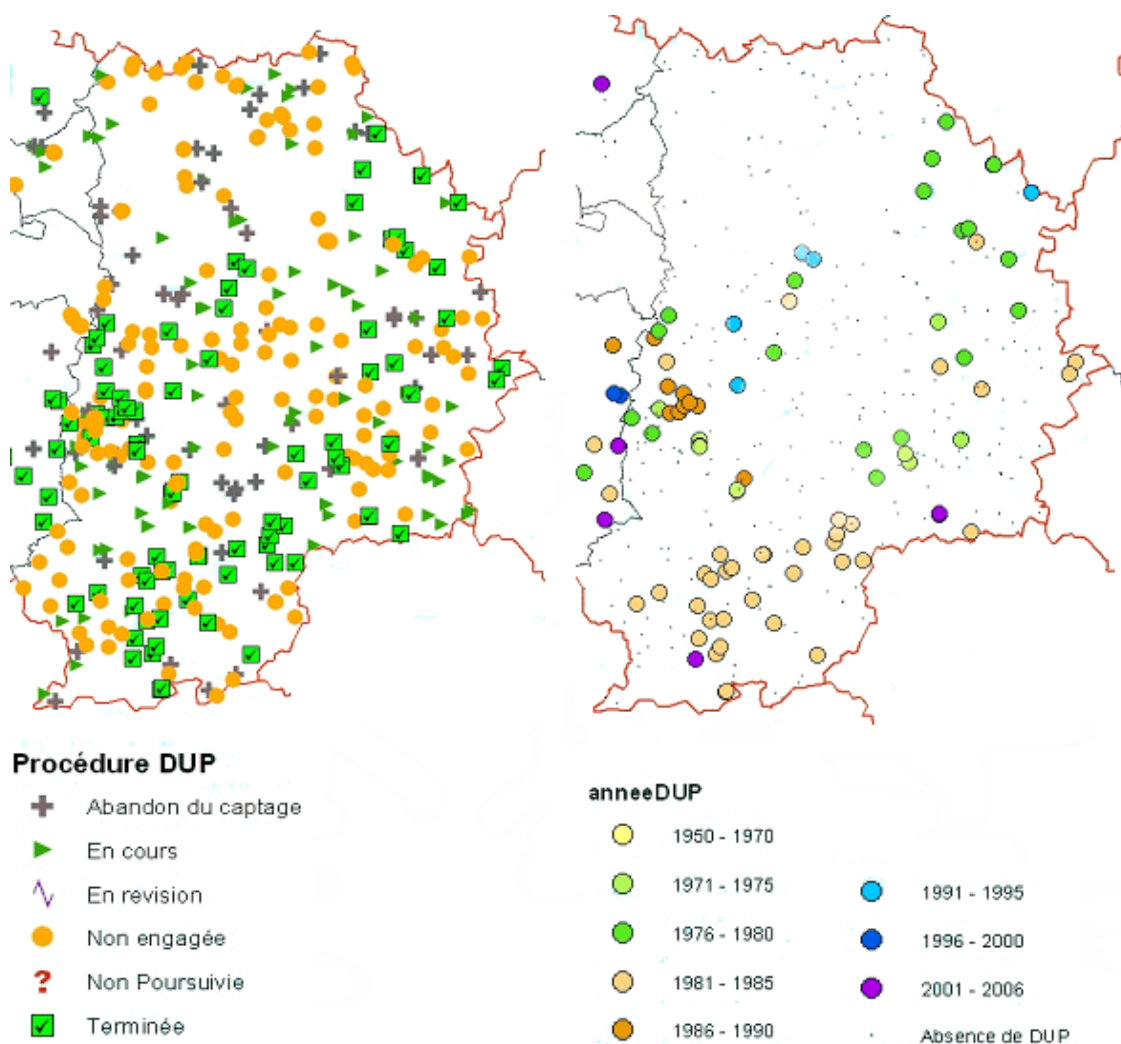 Procédure DUP
Abandon du captage
En cours
En revision
Non engagée
? Non Poursuivie
Terminée
anneeDUP
1950 - 1970
1971 - 1975
1976 - 1980
1981 - 1985
1986 - 1990
1991 - 1995
1996 - 2000
2001 - 2006
Absence de DUP